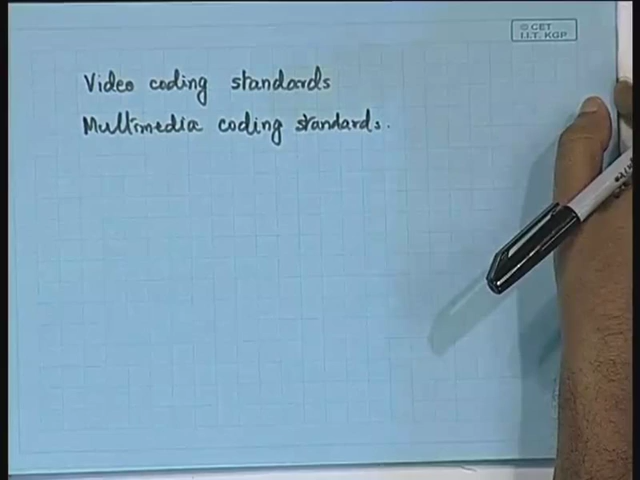 © CET
I.I.T. KGP
Video coding standards
Multimedia coding standards.